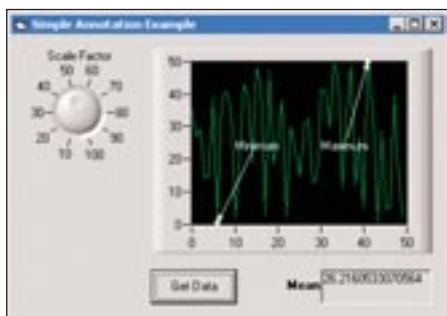 Simple Annotation Example
Scale Factor
50 60
40 70
30 80
20 90
10 100
50
40
30
20
10
0
Minimum
Maximum
0 10 20 30 40 50
Get Data
Mean 26.2160533070564